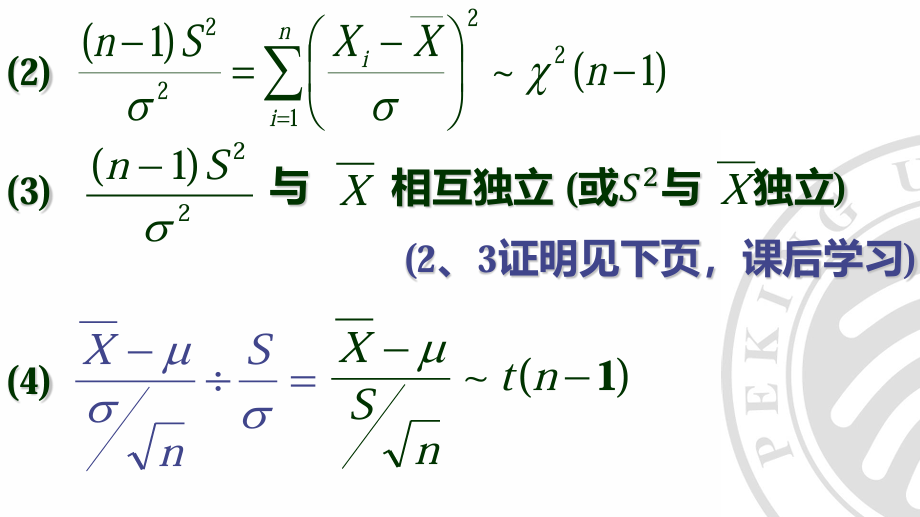 (2) \frac{(n-1)S^2}{\sigma^2} = \sum_{i=1}^{n}\left(\frac{X_i-\overline{X}}{\sigma}\right)^2 \sim \chi^2(n-1)
(3) \frac{(n-1)S^2}{\sigma^2} 与 \overline{X} 相互独立 (或S^2与 \overline{X}独立)
(2、3证明见下页，课后学习)
(4) \frac{\overline{X}-\mu}{\sigma/\sqrt{n}} ÷ \frac{S}{\sigma} = \frac{\overline{X}-\mu}{S/\sqrt{n}} \sim t(n-1)
PEKING U